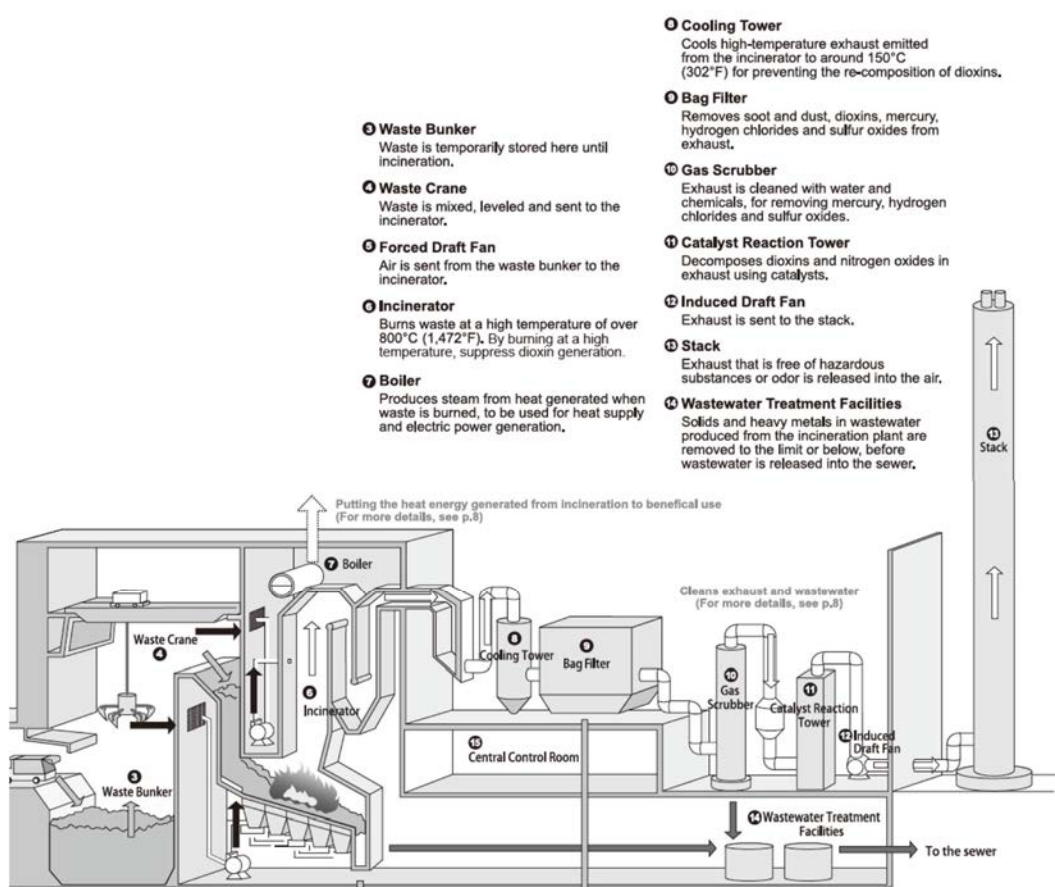 ❸ Waste Bunker
Waste is temporarily stored here until
incineration.
❹ Waste Crane
Waste is mixed, leveled and sent to the
incinerator.
❺ Forced Draft Fan
Air is sent from the waste bunker to the
incinerator.
❻ Incinerator
Burns waste at a high temperature of over
800°C (1,472°F). By burning at a high
temperature, suppress dioxin generation.
❼ Boiler
Produces steam from heat generated when
waste is burned, to be used for heat supply
and electric power generation.
❽ Cooling Tower
Cools high-temperature exhaust emitted
from the incinerator to around 150°C
(302°F) for preventing the re-composition of dioxins.
❾ Bag Filter
Removes soot and dust, dioxins, mercury,
hydrogen chlorides and sulfur oxides from
exhaust.
❿ Gas Scrubber
Exhaust is cleaned with water and
chemicals, for removing mercury, hydrogen
chlorides and sulfur oxides.
⓫ Catalyst Reaction Tower
Decomposes dioxins and nitrogen oxides in
exhaust using catalysts.
⓬ Induced Draft Fan
Exhaust is sent to the stack.
⓭ Stack
Exhaust that is free of hazardous
substances or odor is released into the air.
⓮ Wastewater Treatment Facilities
Solids and heavy metals in wastewater
produced from the incineration plant are
removed to the limit or below, before
wastewater is released into the sewer.
Putting the heat energy generated from incineration to benefical use
(For more details, see p.8)
❼ Boiler
Cleans exhaust and wastewater
(For more details, see p.8)
⓭
Stack
Waste Crane
❹
❽
Cooling Tower
❾
Bag Filter
❿
Gas
Scrubber
⓫
Catalyst Reaction
Tower
❻
Incinerator
⓬ Induced
Draft Fan
⓯
Central Control Room
❸
Waste Bunker
⓮ Wastewater Treatment
Facilities
To the sewer